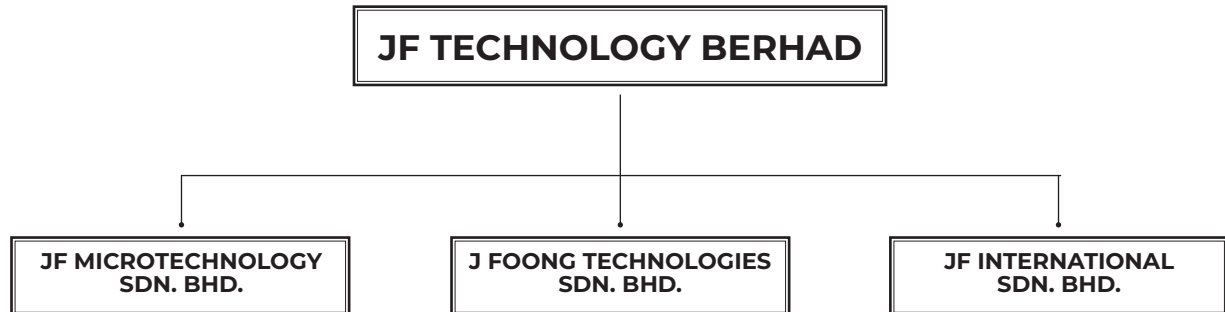 JF TECHNOLOGY BERHAD
JF MICROTECHNOLOGY
SDN. BHD.
J FOONG TECHNOLOGIES
SDN. BHD.
JF INTERNATIONAL
SDN. BHD.